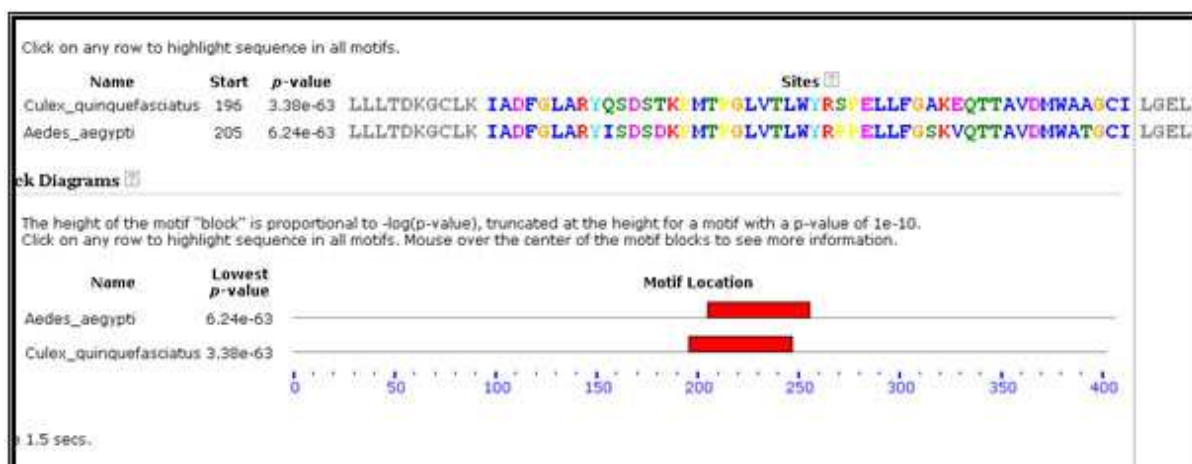 Click on any row to highlight sequence in all motifs.
Name Start p-value Sites ?
Culex_quinquefasciatus 196 3.38e-63 LLLTDKGCLK IADFGLARYQSDSTKPMTPGLVTLWYRSPELLFGAKEQTTAVDMWAAGCI LGEL
Aedes_aegypti 205 6.24e-63 LLLTDKGCLK IADFGLARYISDSDKPMTPGLVTLWYRPPELLFGSKVQTTAVDMWATGCI LGEL
ck Diagrams ?
The height of the motif "block" is proportional to -log(p-value), truncated at the height for a motif with a p-value of 1e-10.
Click on any row to highlight sequence in all motifs. Mouse over the center of the motif blocks to see more information.
Name Lowest p-value Motif Location
Aedes_aegypti 6.24e-63
Culex_quinquefasciatus 3.38e-63
0 50 100 150 200 250 300 350 400
1.5 secs.